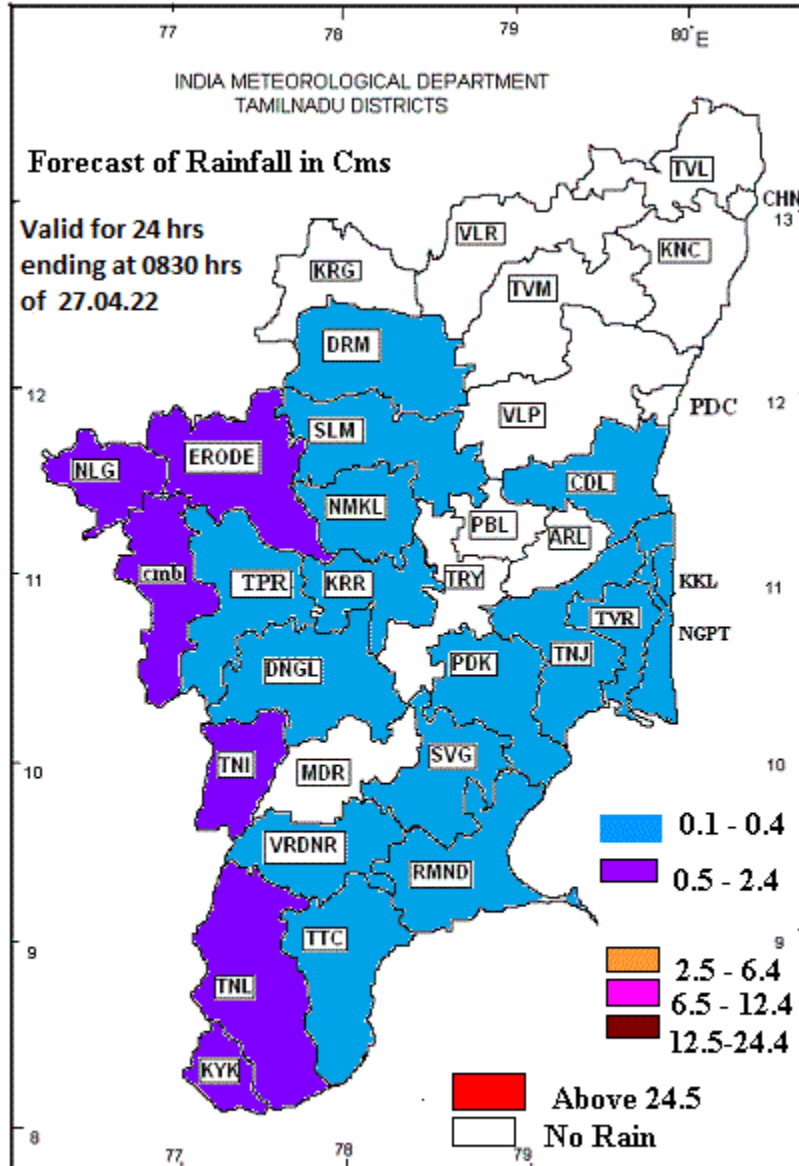 77 78 79 80°E
INDIA METEOROLOGICAL DEPARTMENT
TAMILNADU DISTRICTS
Forecast of Rainfall in Cms
Valid for 24 hrs
ending at 0830 hrs
of 27.04.22
TVL
CHN
13
VLR
KNC
KRG
TVM
DRM
12
12
PDC
VLP
SLM
ERODE
NLG
CDL
NMKL
PBL
ARL
11
cmb
TPR
KRR
TRY
KKL
11
TVR
NGPT
DNGL
PDK
TNJ
10
TNI
MDR
SVG
10
0.1 - 0.4
VRDNR
RMND
0.5 - 2.4
9
TTC
9
TNL
2.5 - 6.4
6.5 - 12.4
12.5-24.4
KYK
Above 24.5
8
No Rain
77 78 79